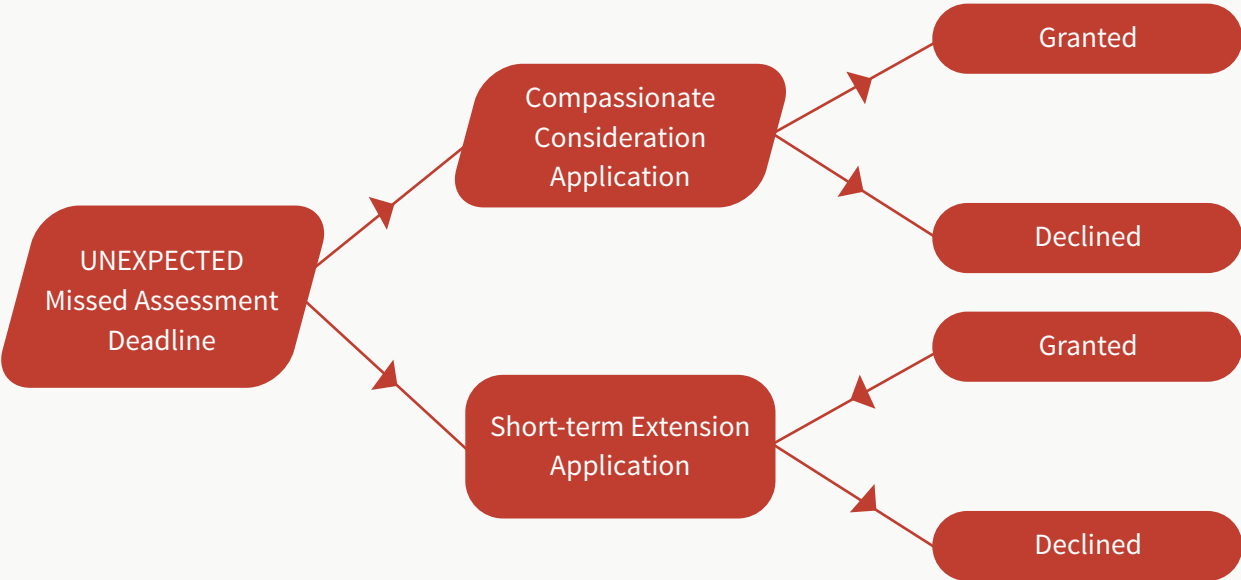 UNEXPECTED
Missed Assessment
Deadline
Compassionate
Consideration
Application
Granted
Declined
Short-term Extension
Application
Granted
Declined